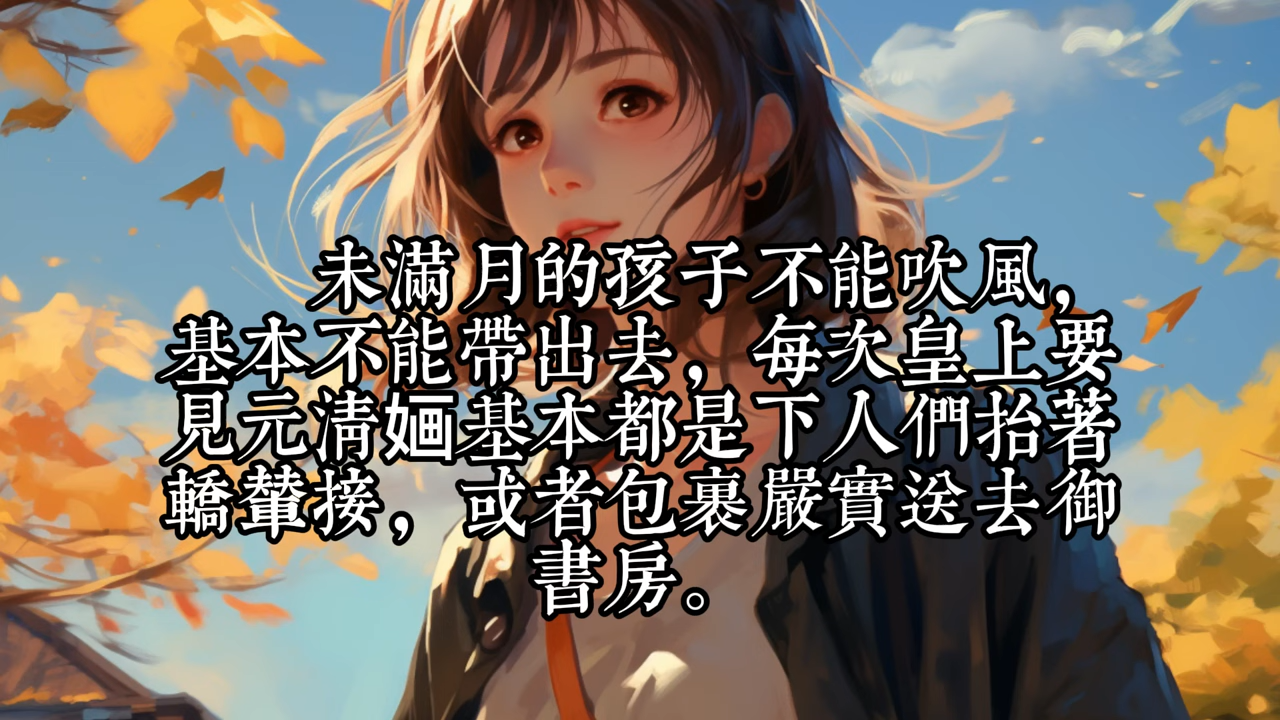 未滿月的孩子不能吹風，
基本不能帶出去，每次皇上要
見元清婳基本都是下人們抬著
轎輦接，或者包裹嚴實送去御
書房。